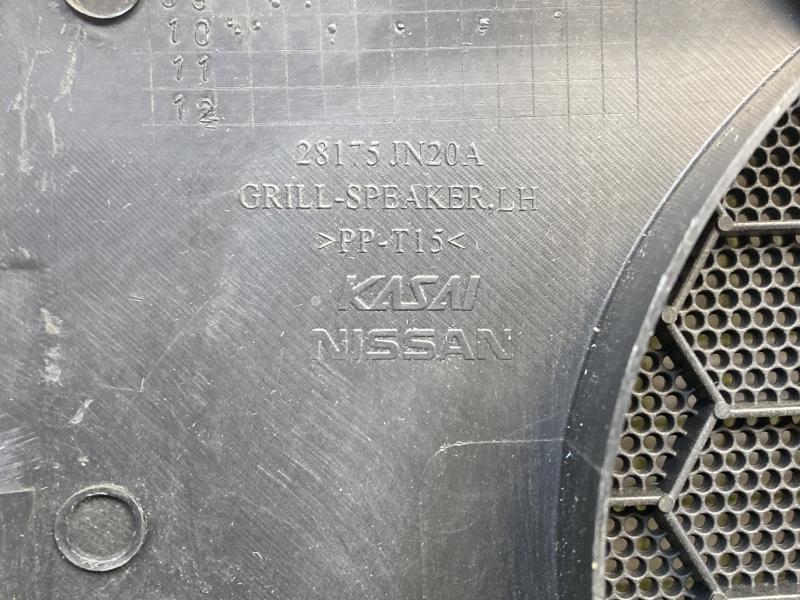 10
11
12
28175 JN20A
GRILL-SPEAKER,LH
>PP-T15<
KASAI
NISSAN